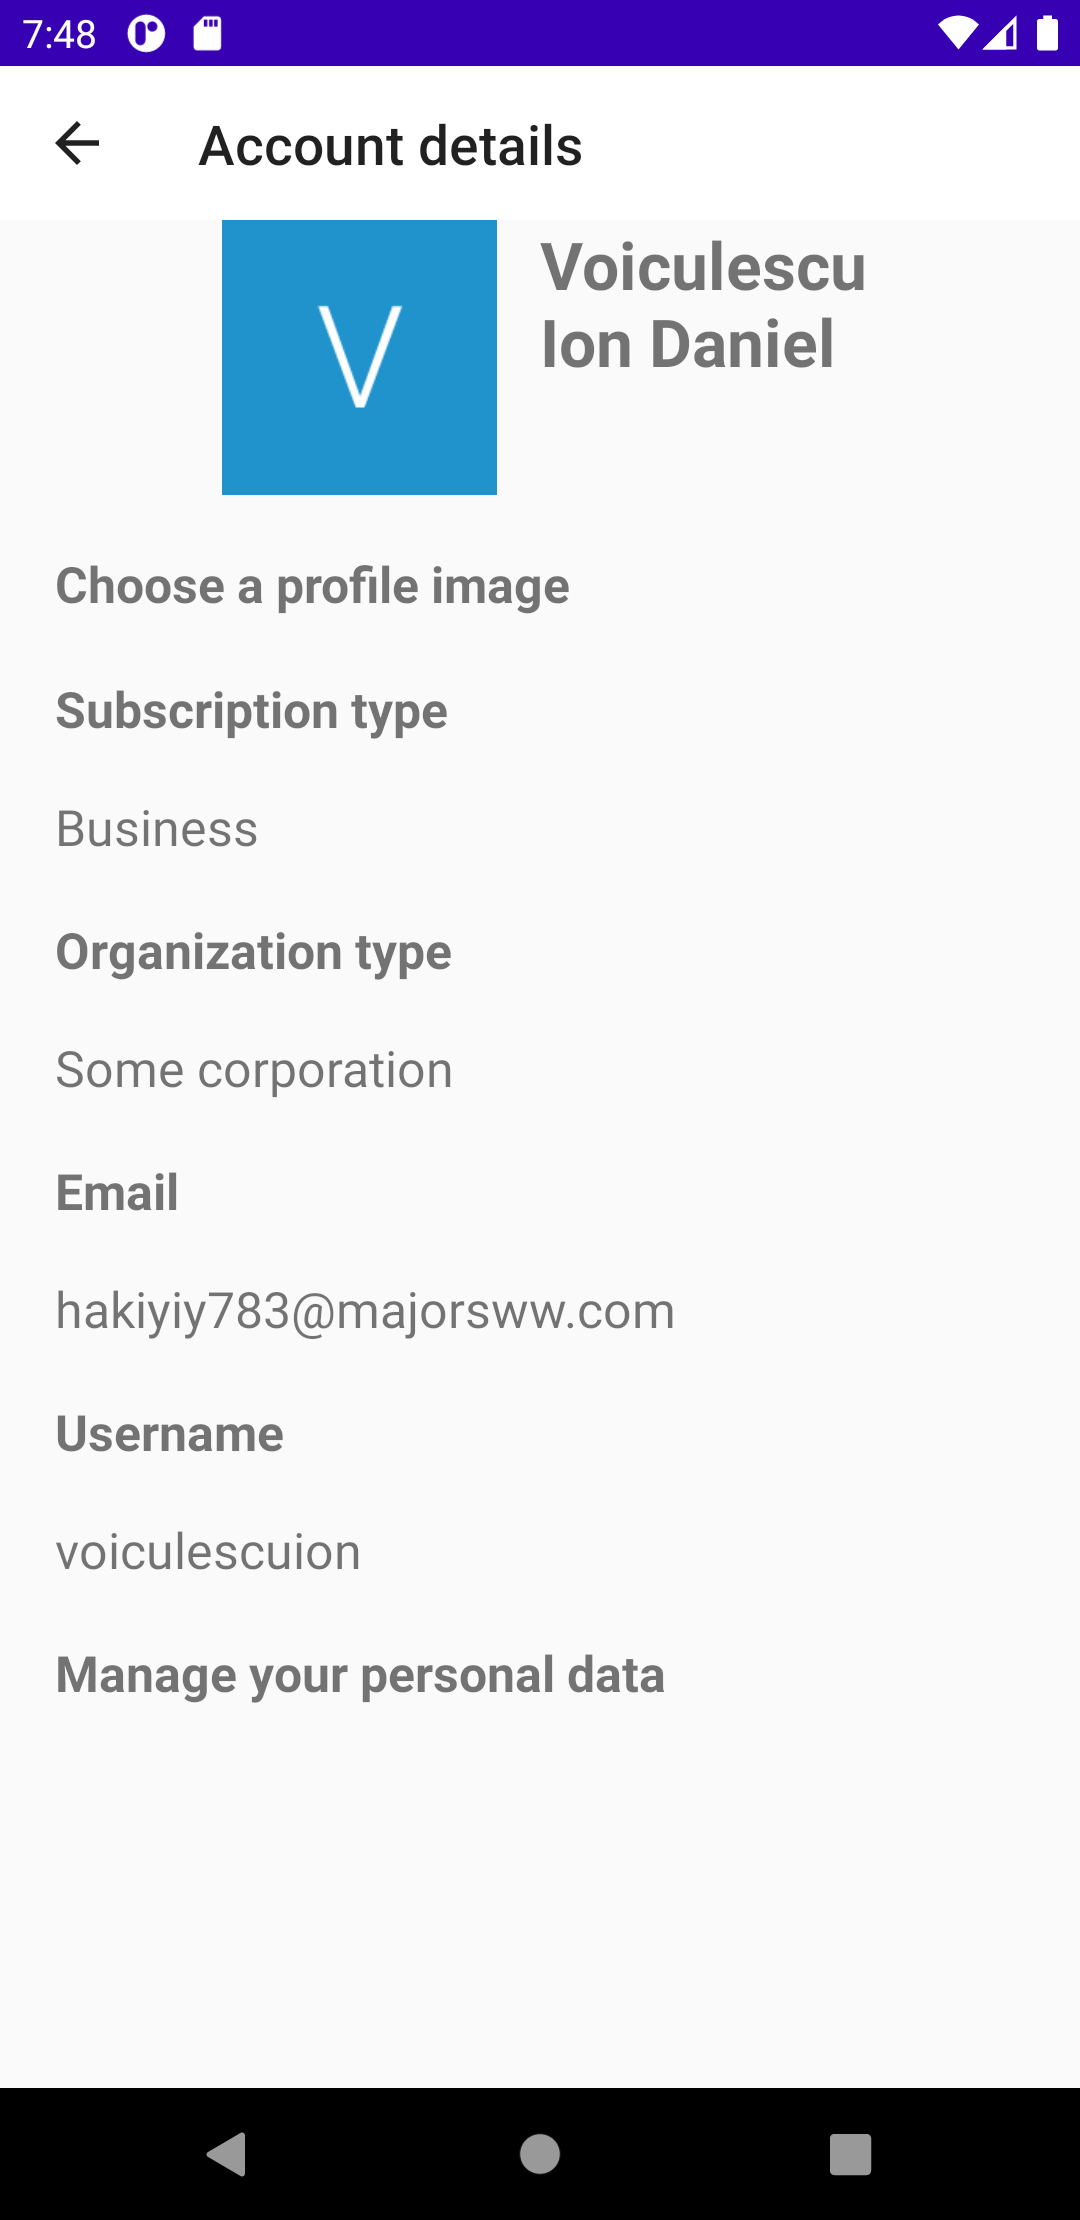 7:48
Account details
V
Voiculescu
Ion Daniel
Choose a profile image
Subscription type
Business
Organization type
Some corporation
Email
hakiyiy783@majorsww.com
Username
voiculescuion
Manage your personal data